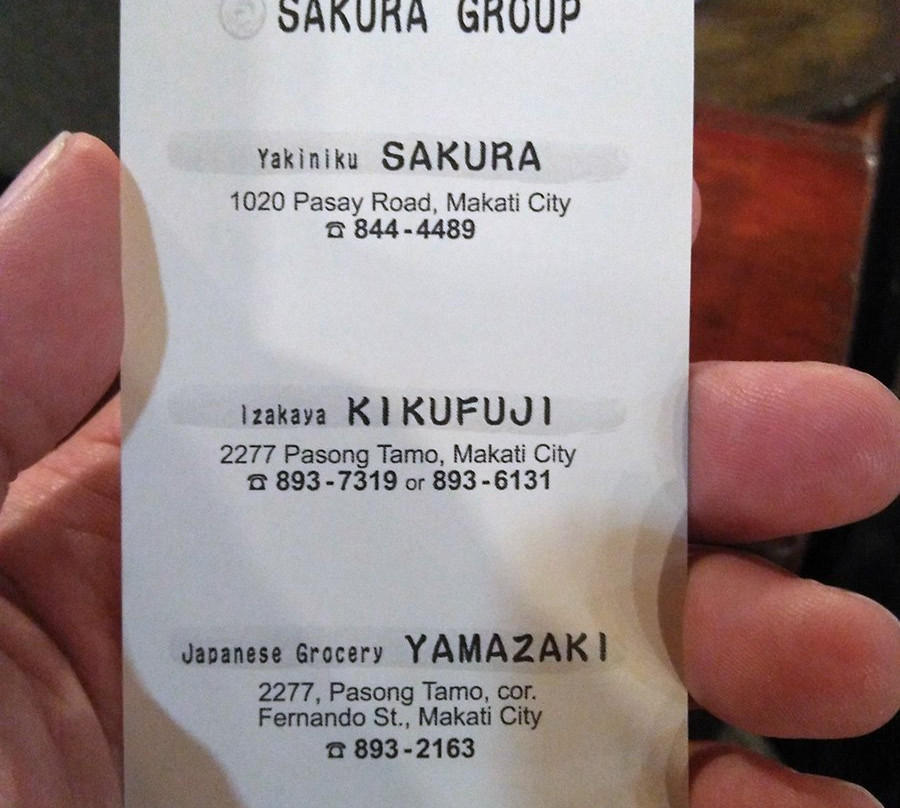 SAKURA GROUP
Yakiniku SAKURA
1020 Pasay Road, Makati City
☎ 844-4489
Izakaya KIKUFUJI
2277 Pasong Tamo, Makati City
☎ 893-7319 or 893-6131
Japanese Grocery YAMAZAKI
2277, Pasong Tamo, cor.
Fernando St., Makati City
☎ 893-2163